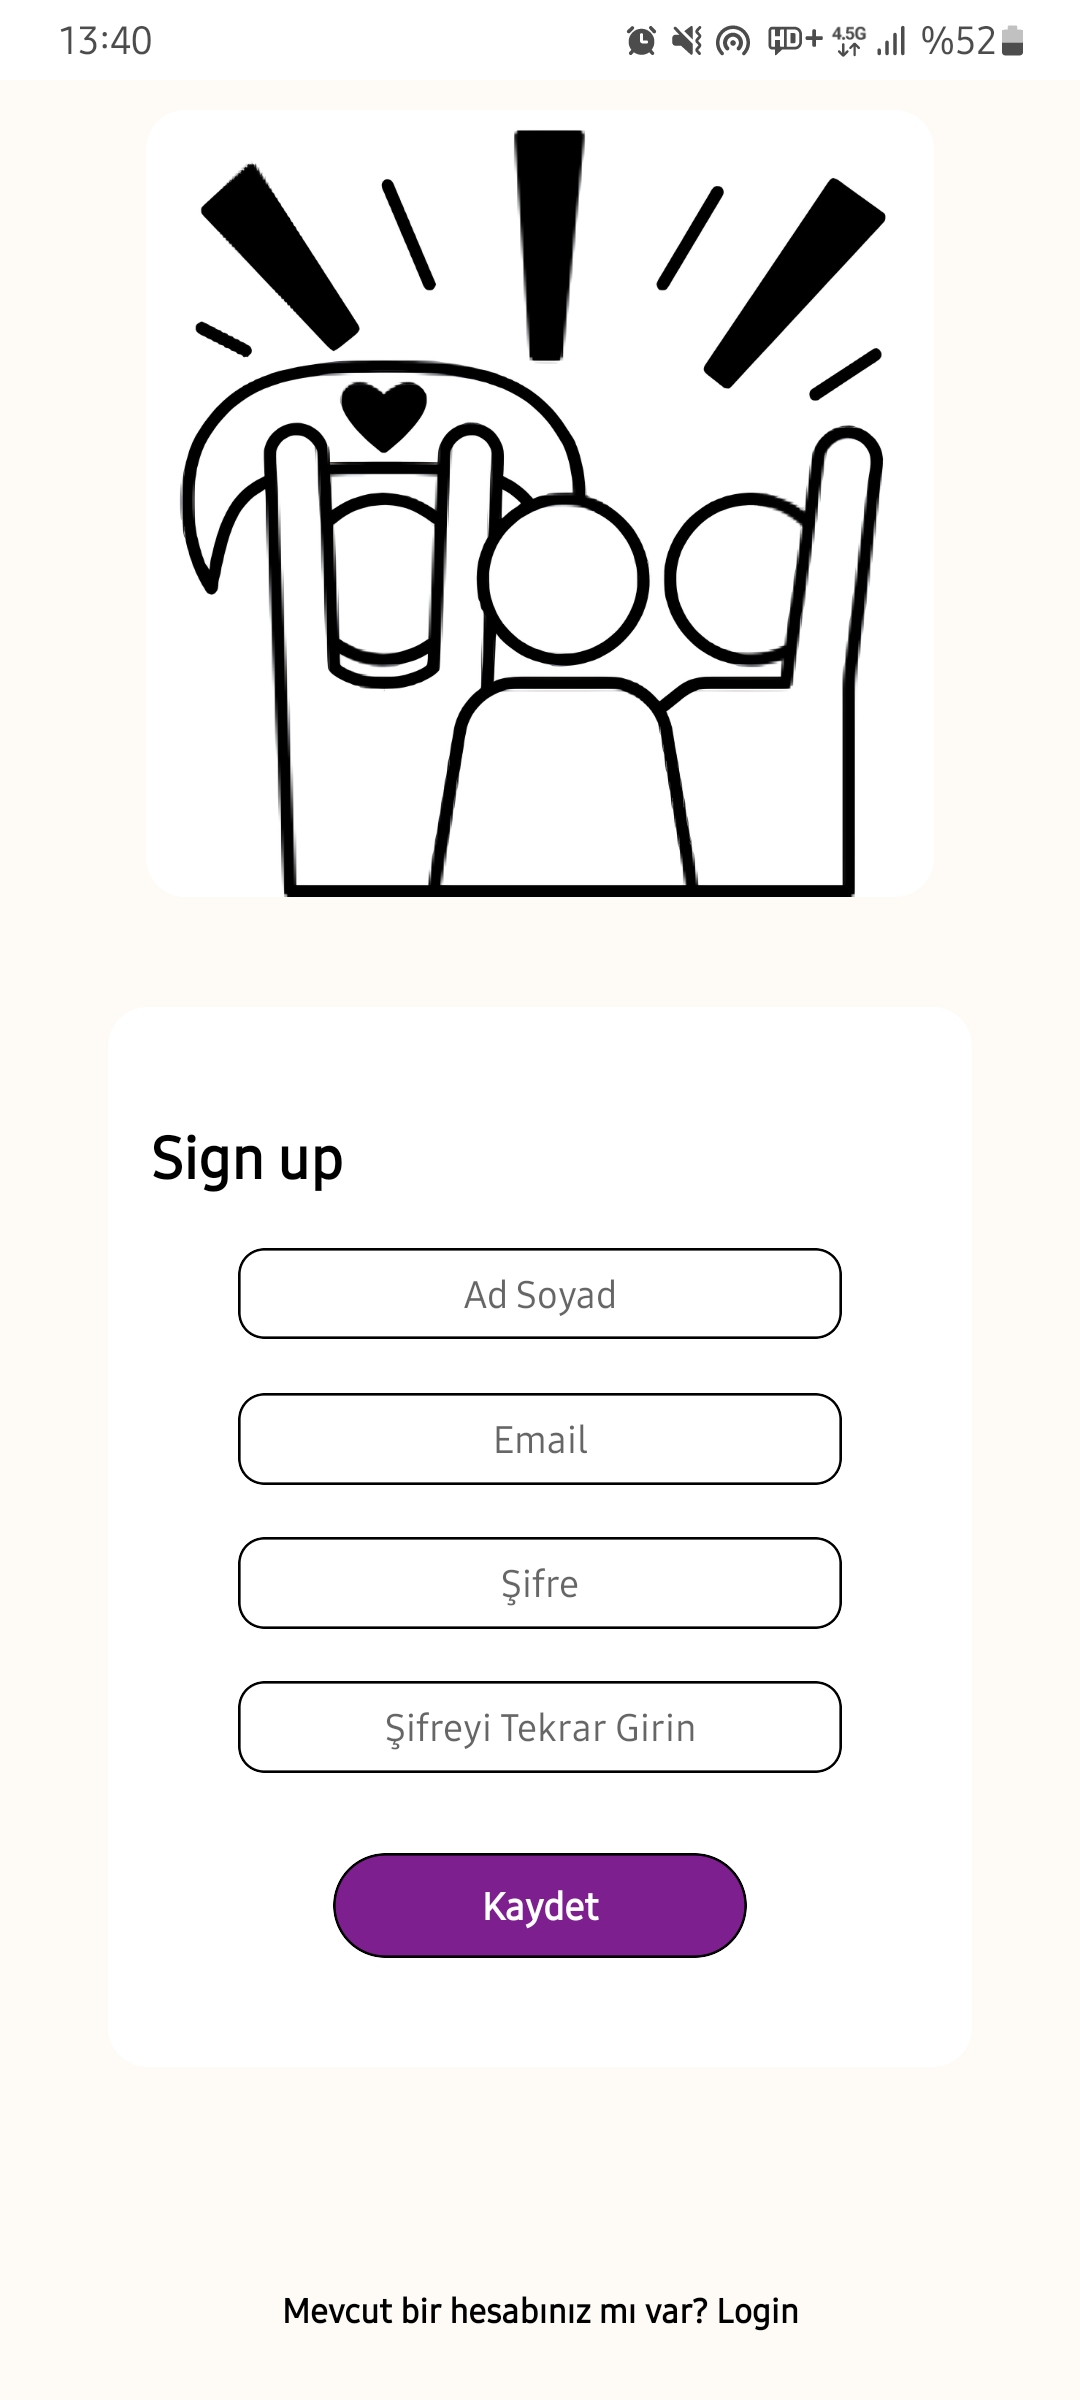 13:40 HD+ 4.5G %52
Sign up
Ad Soyad
Email
Şifre
Şifreyi Tekrar Girin
Kaydet
Mevcut bir hesabınız mı var? Login